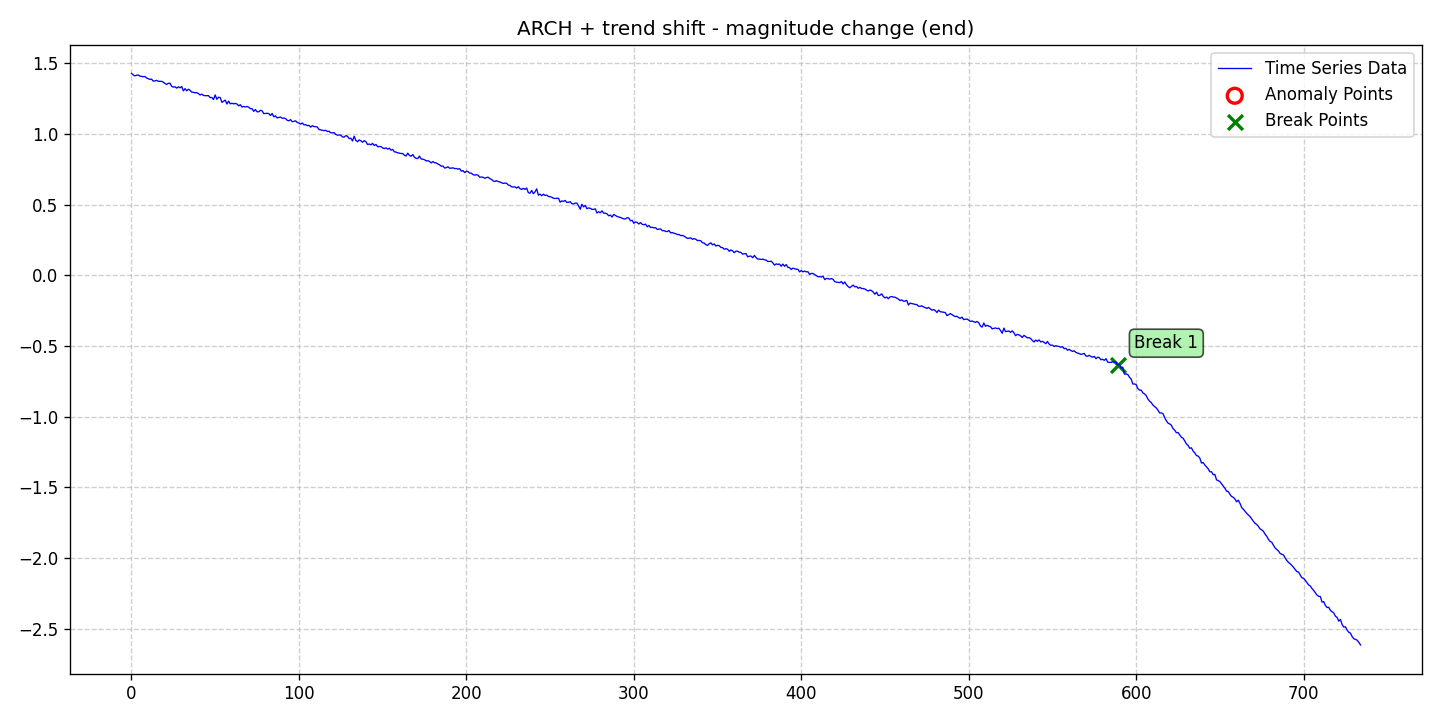 ARCH + trend shift - magnitude change (end)
Time Series Data
Anomaly Points
Break Points
1.5
1.0
0.5
0.0
−0.5
−1.0
−1.5
−2.0
−2.5
Break 1
0 100 200 300 400 500 600 700